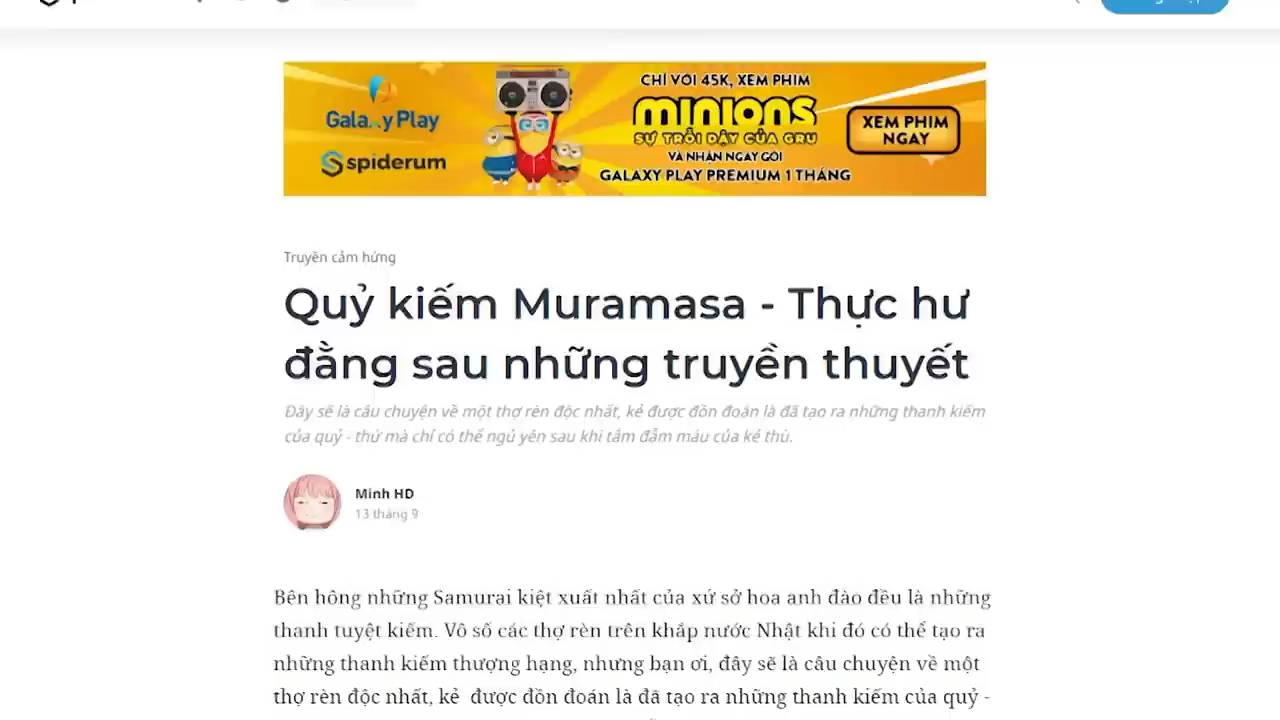 CHỈ VỚI 45K, XEM PHIM
Galaxy Play
MINIONS
SỰ TRỖI DẬY CỦA GRU
XEM PHIM
NGAY
spiderum
VÀ NHẬN NGAY GÓI
GALAXY PLAY PREMIUM 1 THÁNG
Truyền cảm hứng
Quỷ kiếm Muramasa - Thực hư
đằng sau những truyền thuyết
Đây sẽ là câu chuyện về một thợ rèn độc nhất, kẻ được đồn đoán là đã tạo ra những thanh kiếm
của quỷ - thứ mà chỉ có thể ngủ yên sau khi tắm đẫm máu của kẻ thù.
Minh HD
13 tháng 9
Bên hông những Samurai kiệt xuất nhất của xứ sở hoa anh đào đều là những
thanh tuyệt kiếm. Vô số các thợ rèn trên khắp nước Nhật khi đó có thể tạo ra
những thanh kiếm thượng hạng, nhưng bạn ơi, đây sẽ là câu chuyện về một
thợ rèn độc nhất, kẻ được đồn đoán là đã tạo ra những thanh kiếm của quỷ -